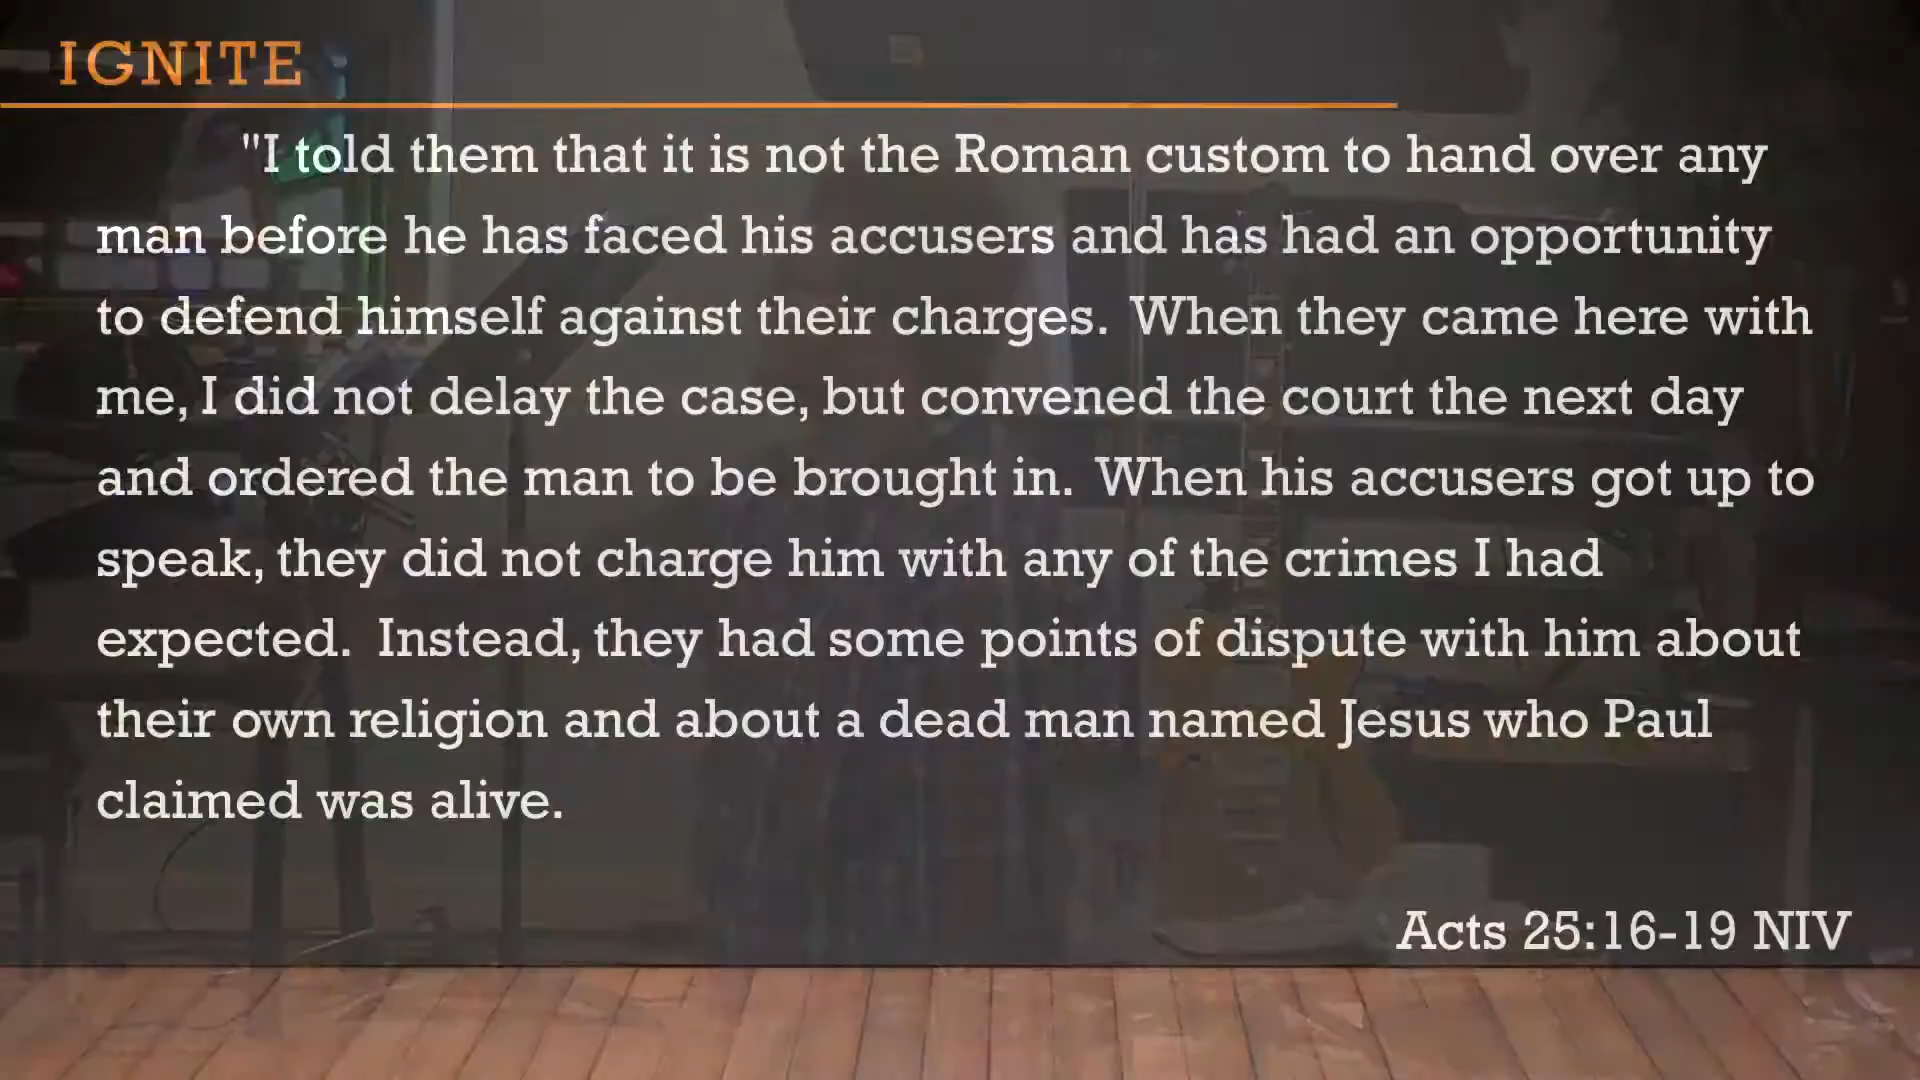 IGNITE
"I told them that it is not the Roman custom to hand over any
man before he has faced his accusers and has had an opportunity
to defend himself against their charges. When they came here with
me, I did not delay the case, but convened the court the next day
and ordered the man to be brought in. When his accusers got up to
speak, they did not charge him with any of the crimes I had
expected. Instead, they had some points of dispute with him about
their own religion and about a dead man named Jesus who Paul
claimed was alive.
Acts 25:16-19 NIV